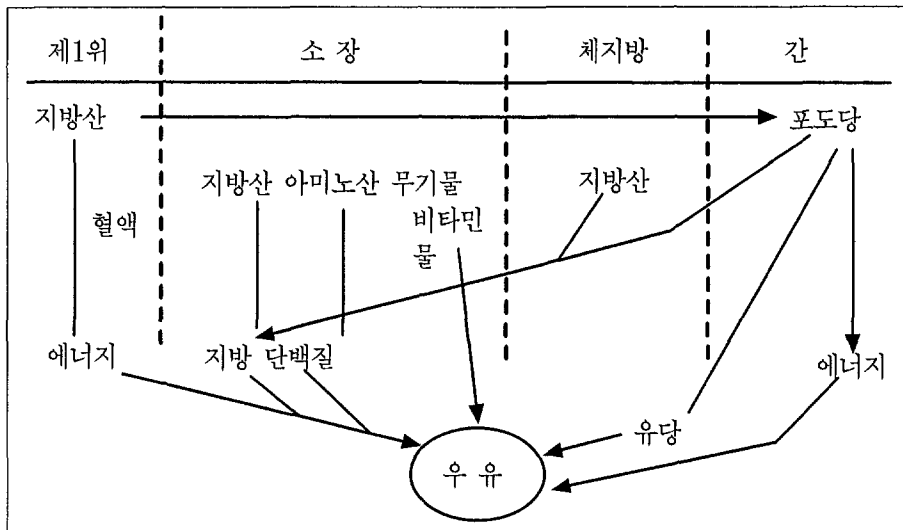 제1위 소 장 체지방 간
지방산 포도당
지방산 아미노산 무기물 지방산
혈액 비타민
물
에너지 지방 단백질 에너지
유당
우 유